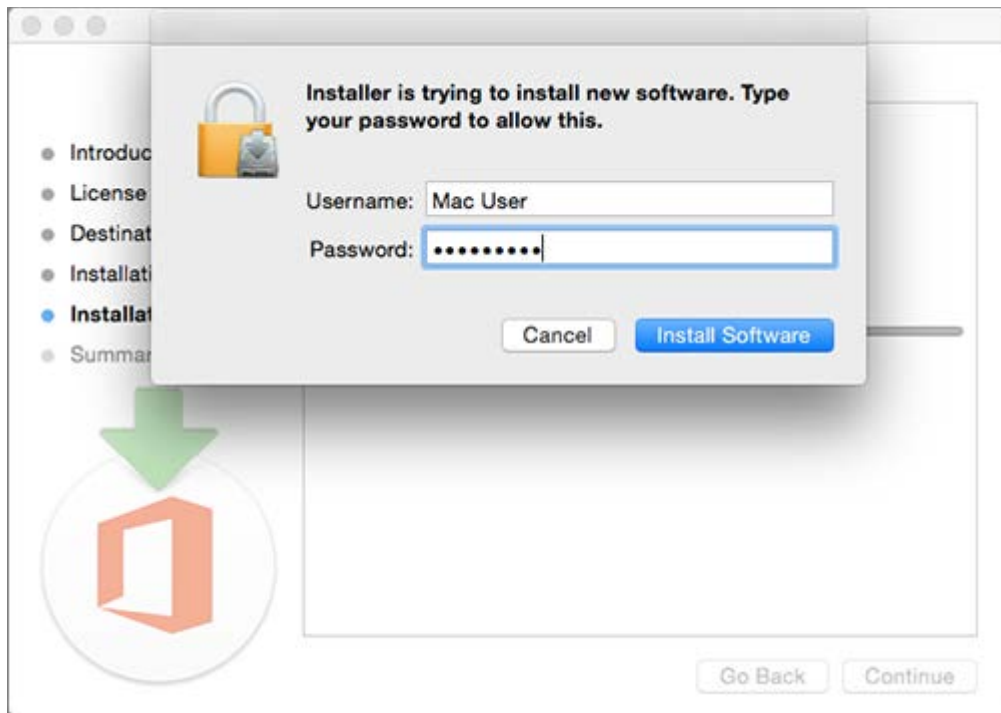 Installer is trying to install new software. Type
your password to allow this.
Username: Mac User
Password: •••••••••
Cancel Install Software
Introduc
License
Destinat
Installati
Installat
Summar
Go Back Continue